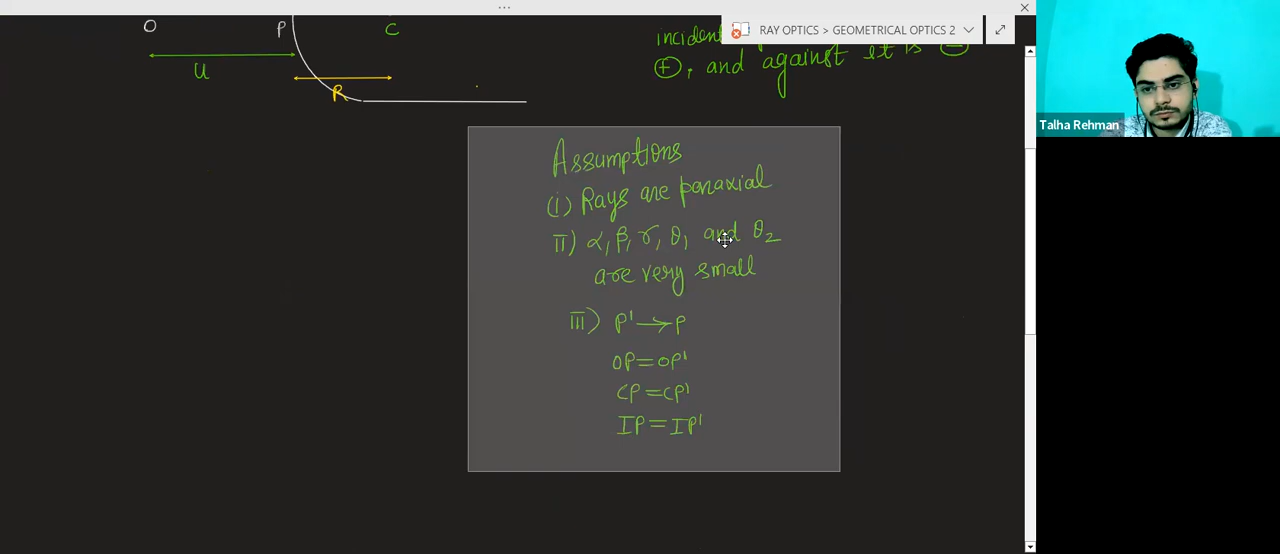 O P C
U
R
RAY OPTICS > GEOMETRICAL OPTICS 2
incident
⊕, and against it is ⊖
Talha Rehman
Assumptions
(i) Rays are paraxial
II) α, β, γ, θ₁ and θ₂
are very small
III) P' → P
OP = OP'
CP = CP'
IP = IP'